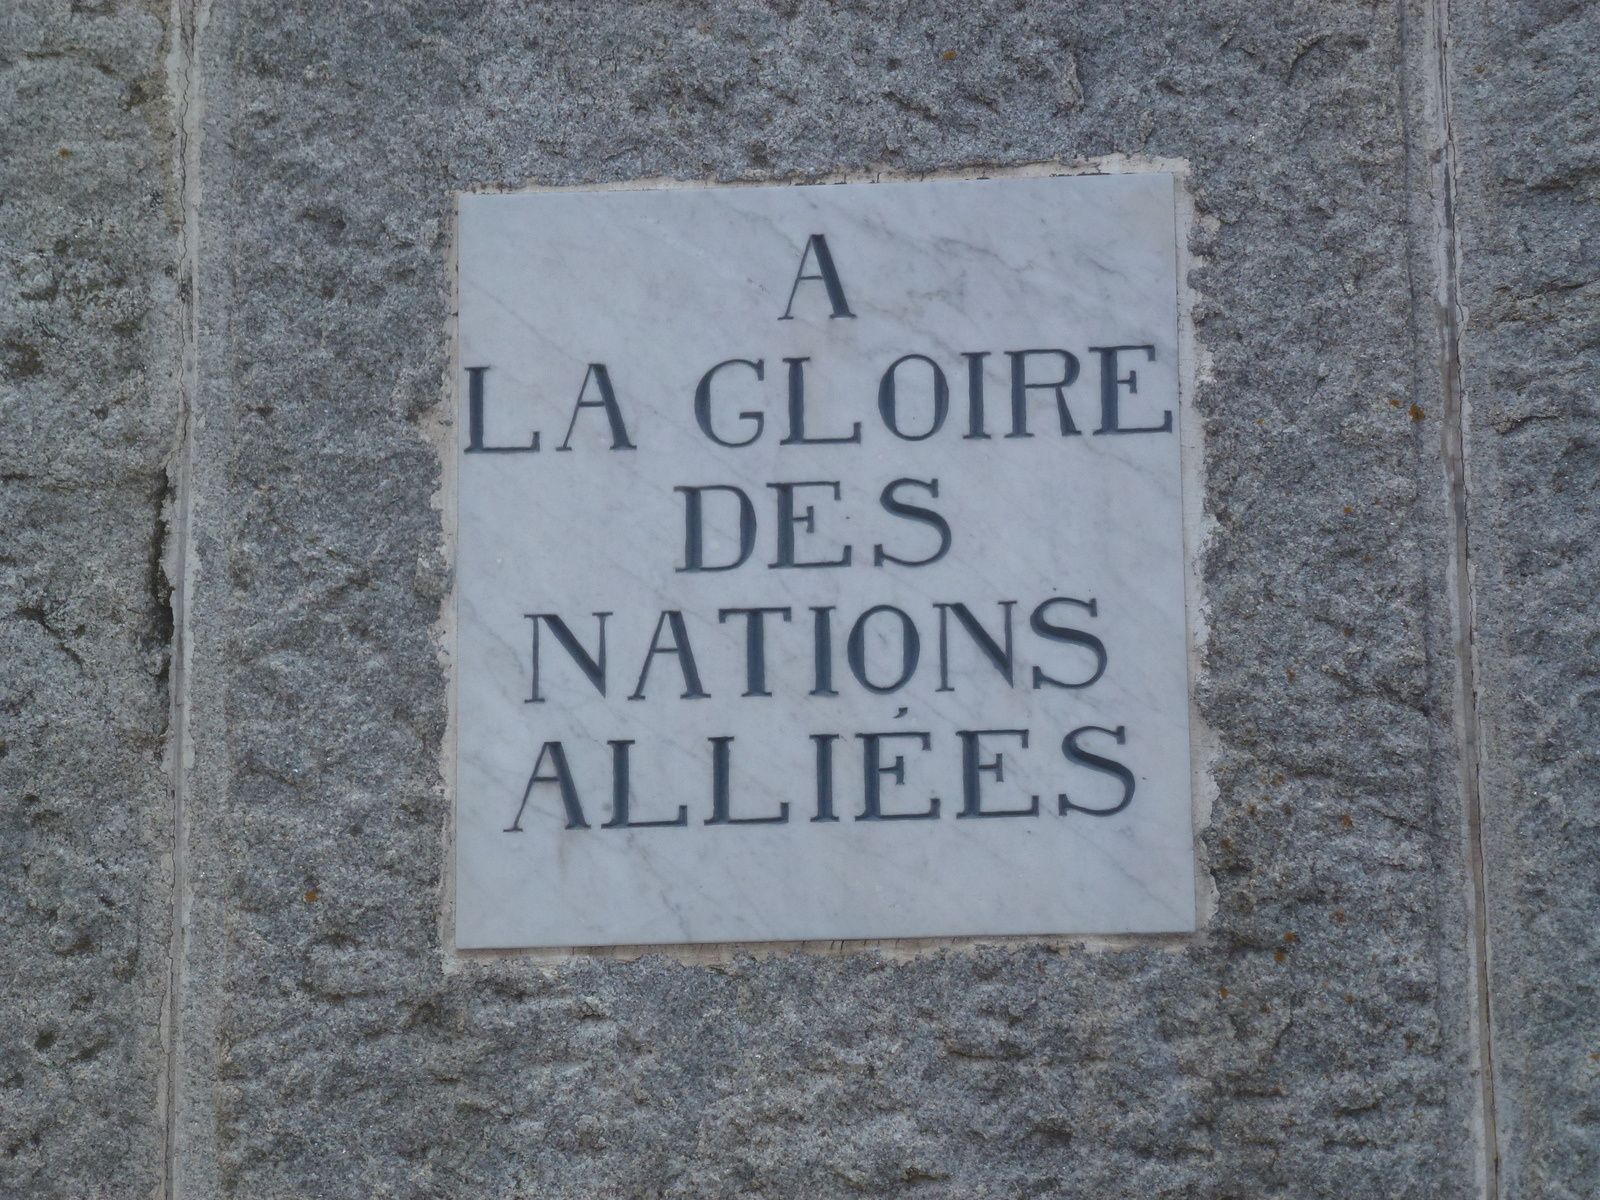 A
LA GLOIRE
DES
NATIONS
ALLIÉES